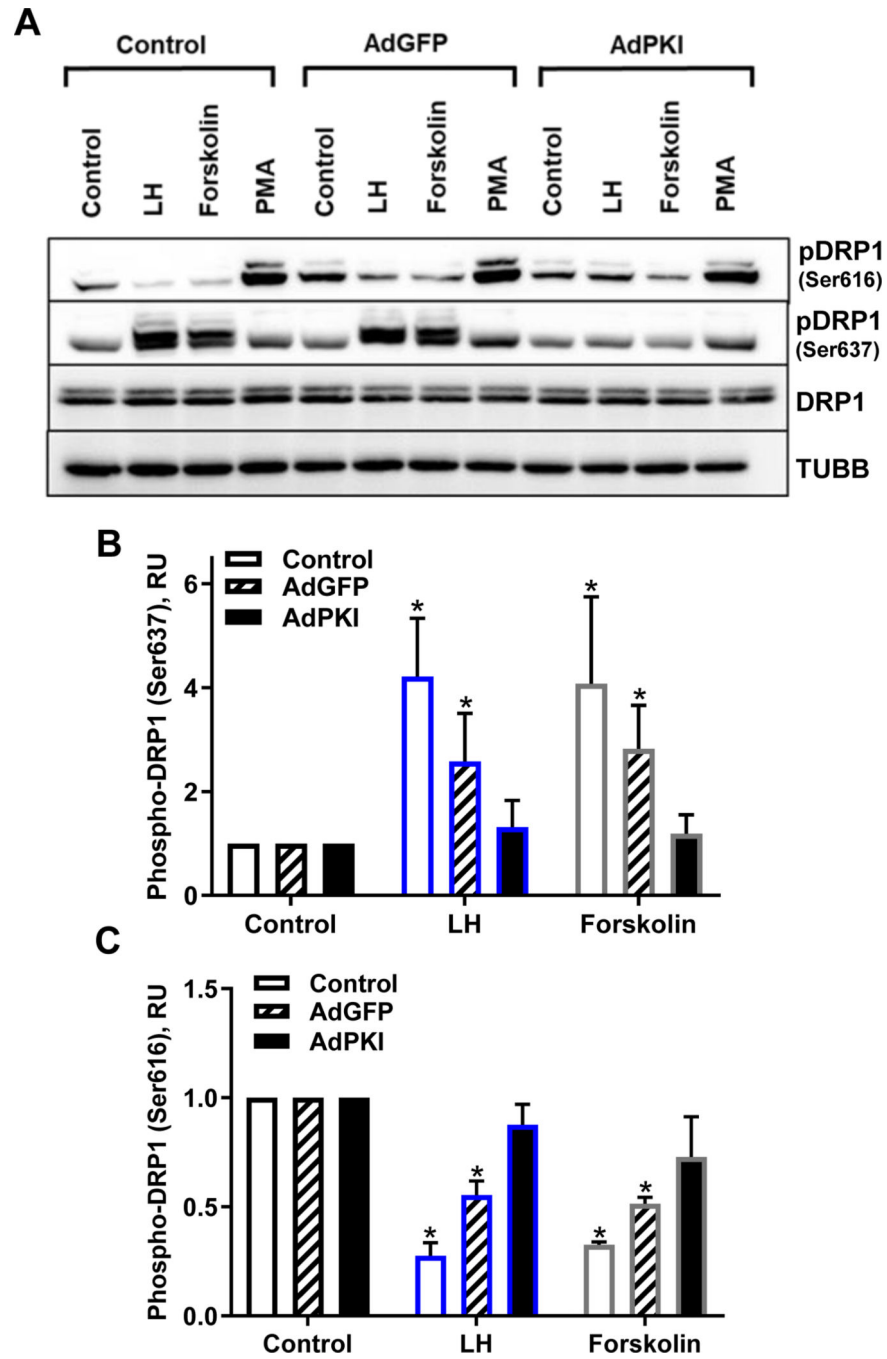 A
Control AdGFP AdPKI
Control LH Forskolin PMA Control LH Forskolin PMA Control LH Forskolin PMA
pDRP1
(Ser616)
pDRP1
(Ser637)
DRP1
TUBB
B
Phospho-DRP1 (Ser637), RU
Control
AdGFP
AdPKI
6
4
2
0
* * * *
Control LH Forskolin
C
Phospho-DRP1 (Ser616), RU
Control
AdGFP
AdPKI
1.5
1.0
0.5
0.0
* * * *
Control LH Forskolin